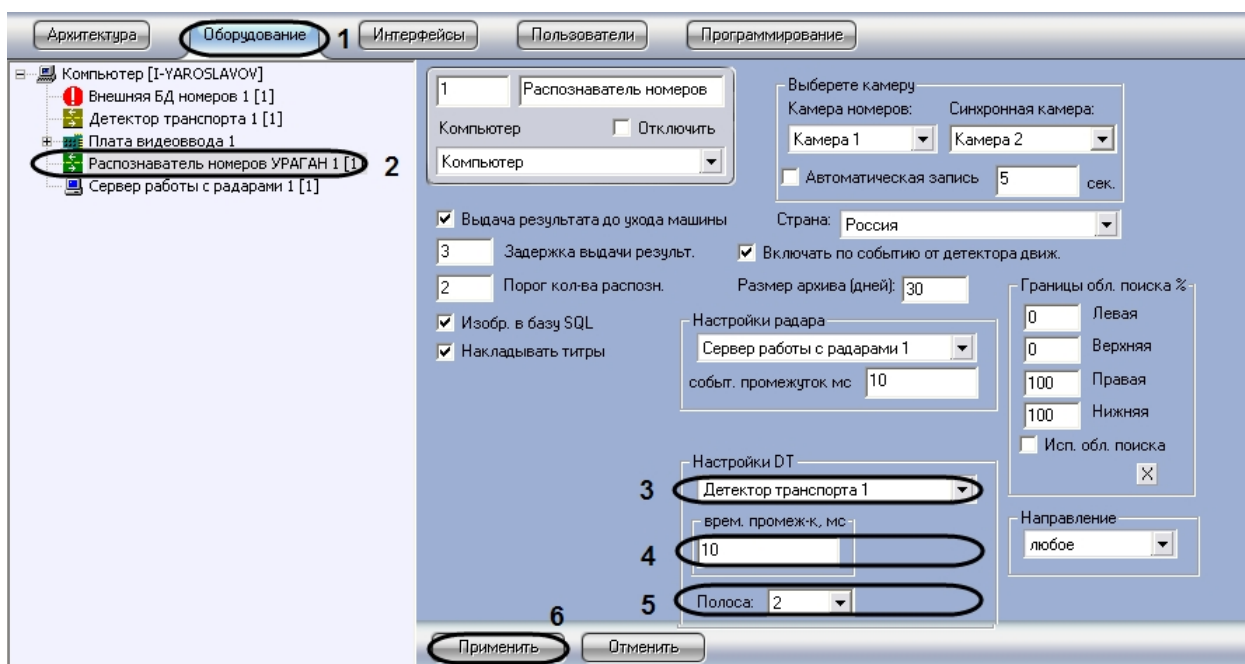 Архитектура Оборудование 1 Интерфейсы Пользователи Программирование
Компьютер [I-YAROSLAVOV]
Внешняя БД номеров 1 [1]
Детектор транспорта 1 [1]
Плата видеоввода 1
Распознаватель номеров УРАГАН 1 [1] 2
Сервер работы с радарами 1 [1]
1 Распознаватель номеров
Компьютер Отключить
Компьютер
Выберете камеру
Камера номеров: Синхронная камера:
Камера 1 Камера 2
Автоматическая запись 5 сек.
Выдача результата до ухода машины Страна: Россия
3 Задержка выдачи результ. Включать по событию от детектора движ.
2 Порог кол-ва распозн. Размер архива (дней): 30
Изобр. в базу SQL
Накладывать титры
Настройки радара
Сервер работы с радарами 1
событ. промежуток мс 10
Границы обл. поиска %
0 Левая
0 Верхняя
100 Правая
100 Нижняя
Исп. обл. поиска
X
Настройки DT
3 Детектор транспорта 1
врем. промеж-к, мс
4 10
5 Полоса: 2
Направление
любое
6
Применить Отменить